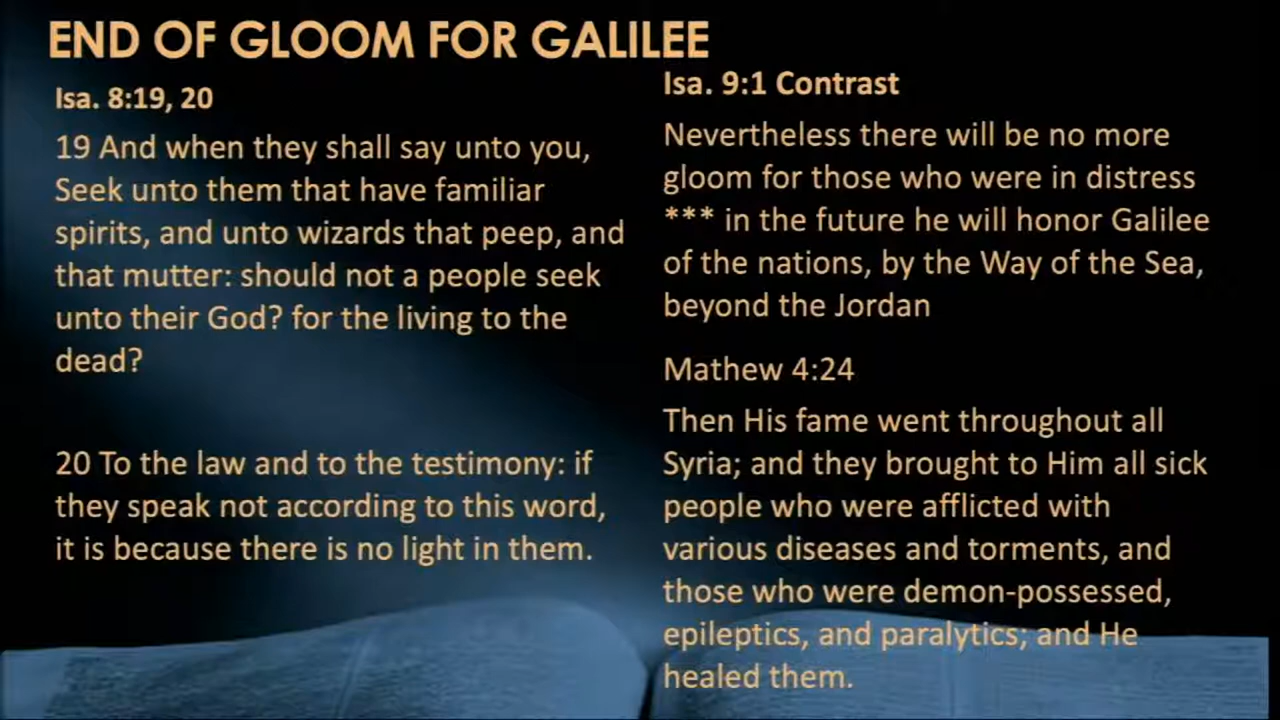 END OF GLOOM FOR GALILEE
Isa. 8:19, 20
19 And when they shall say unto you,
Seek unto them that have familiar
spirits, and unto wizards that peep, and
that mutter: should not a people seek
unto their God? for the living to the
dead?
20 To the law and to the testimony: if
they speak not according to this word,
it is because there is no light in them.
Isa. 9:1 Contrast
Nevertheless there will be no more
gloom for those who were in distress
*** in the future he will honor Galilee
of the nations, by the Way of the Sea,
beyond the Jordan
Mathew 4:24
Then His fame went throughout all
Syria; and they brought to Him all sick
people who were afflicted with
various diseases and torments, and
those who were demon-possessed,
epileptics, and paralytics; and He
healed them.